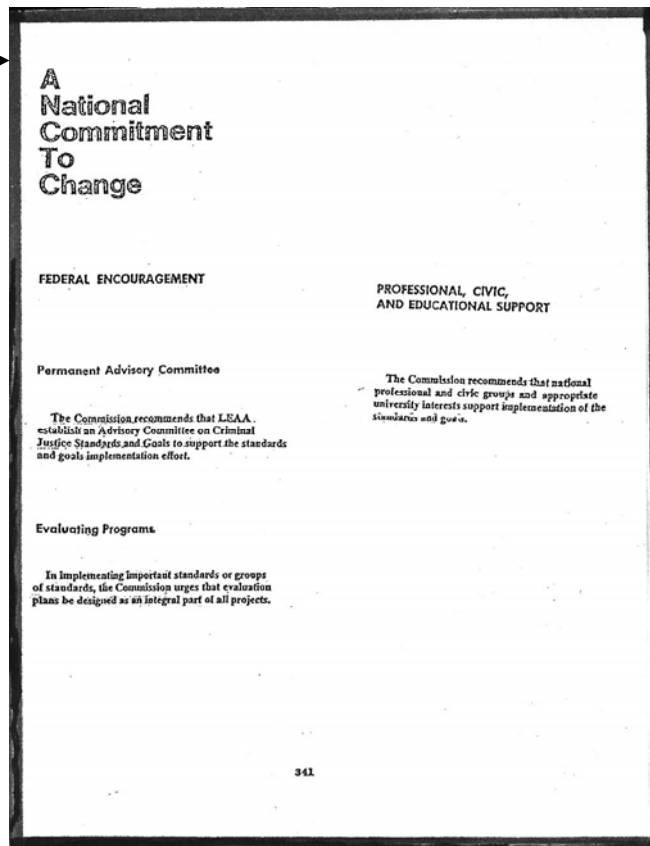 A
National
Commitment
To
Change
FEDERAL ENCOURAGEMENT
Permanent Advisory Committee
The Commission recommends that LEAA
establish an Advisory Committee on Criminal
Justice Standards and Goals to support the standards
and goals implementation effort.
Evaluating Programs
In implementing important standards or groups
of standards, the Commission urges that evaluation
plans be designed as an integral part of all projects.
PROFESSIONAL, CIVIC,
AND EDUCATIONAL SUPPORT
The Commission recommends that national
professional and civic groups and appropriate
university interests support implementation of the
standards and goals.
341